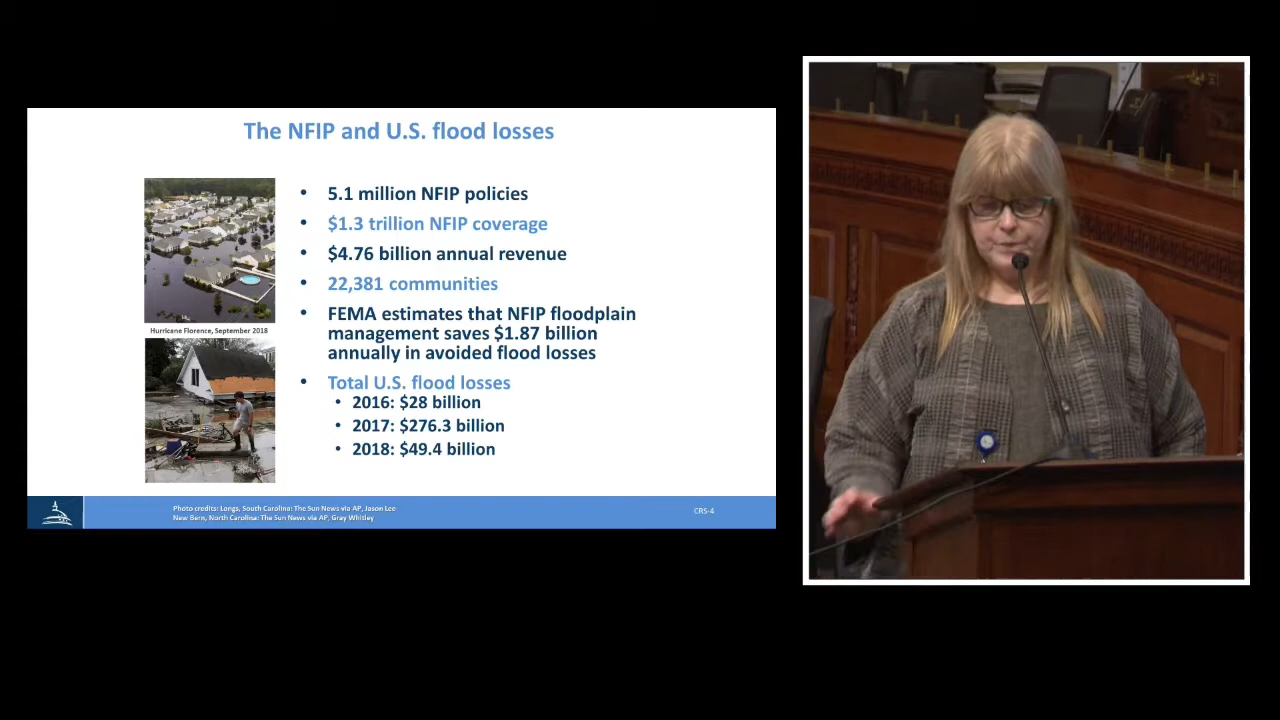 The NFIP and U.S. flood losses
• 5.1 million NFIP policies
• $1.3 trillion NFIP coverage
• $4.76 billion annual revenue
• 22,381 communities
• FEMA estimates that NFIP floodplain
management saves $1.87 billion
annually in avoided flood losses
• Total U.S. flood losses
• 2016: $28 billion
• 2017: $276.3 billion
• 2018: $49.4 billion
Hurricane Florence, September 2018
Photo credits: Longs, South Carolina: The Sun News via AP, Jason Lee
New Bern, North Carolina: The Sun News via AP, Gray Whitley
CRS-4